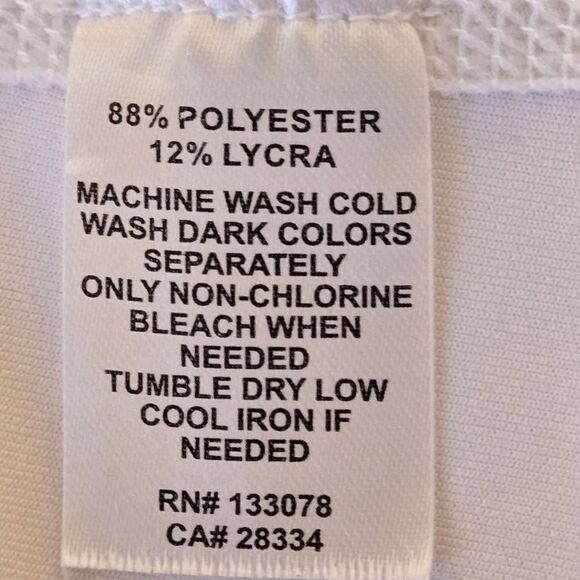 88% POLYESTER
12% LYCRA
MACHINE WASH COLD
WASH DARK COLORS
SEPARATELY
ONLY NON-CHLORINE
BLEACH WHEN
NEEDED
TUMBLE DRY LOW
COOL IRON IF
NEEDED
RN# 133078
CA# 28334